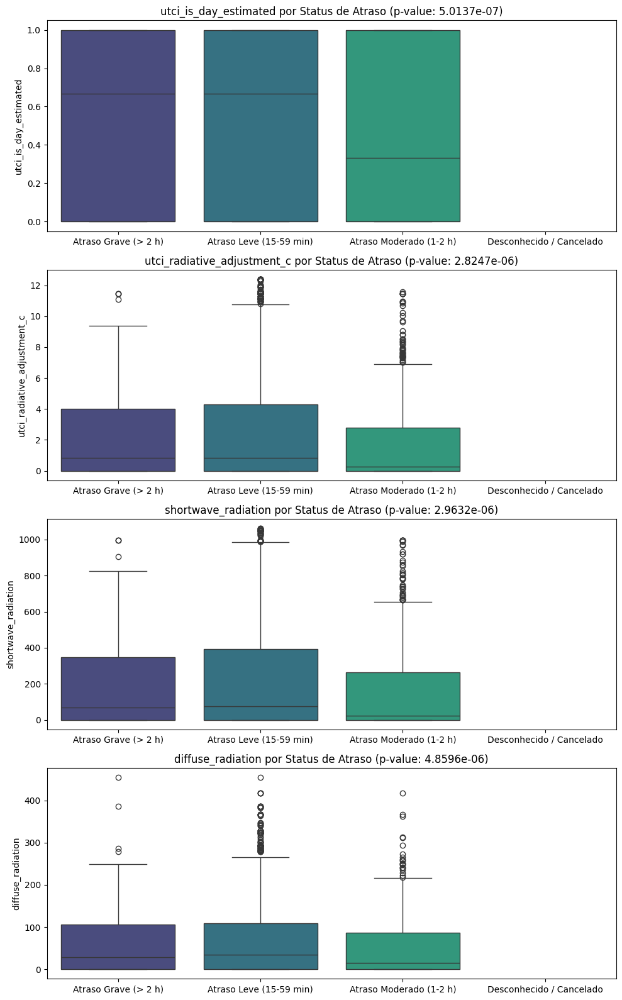 utci_is_day_estimated por Status de Atraso (p-value: 5.0137e-07)
utci_is_day_estimated
1.0
0.8
0.6
0.4
0.2
0.0
Atraso Grave (> 2 h)
Atraso Leve (15-59 min)
Atraso Moderado (1-2 h)
Desconhecido / Cancelado
utci_radiative_adjustment_c por Status de Atraso (p-value: 2.8247e-06)
utci_radiative_adjustment_c
12
10
8
6
4
2
0
Atraso Grave (> 2 h)
Atraso Leve (15-59 min)
Atraso Moderado (1-2 h)
Desconhecido / Cancelado
shortwave_radiation por Status de Atraso (p-value: 2.9632e-06)
shortwave_radiation
1000
800
600
400
200
0
Atraso Grave (> 2 h)
Atraso Leve (15-59 min)
Atraso Moderado (1-2 h)
Desconhecido / Cancelado
diffuse_radiation por Status de Atraso (p-value: 4.8596e-06)
diffuse_radiation
400
300
200
100
0
Atraso Grave (> 2 h)
Atraso Leve (15-59 min)
Atraso Moderado (1-2 h)
Desconhecido / Cancelado